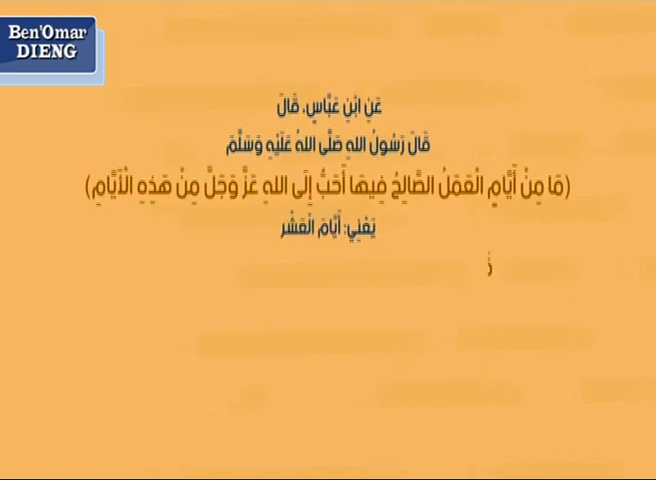 Ben'Omar
DIENG
عَنِ ابْنِ عَبَّاسٍ، قَالَ
قَالَ رَسُولُ اللهِ صَلَّى اللهُ عَلَيْهِ وَسَلَّمَ
(مَا مِنْ أَيَّامٍ الْعَمَلُ الصَّالِحُ فِيهَا أَحَبُّ إِلَى اللهِ عَزَّ وَجَلَّ مِنْ هَذِهِ الْأَيَّامِ)
يَعْنِي: أَيَّامَ الْعَشْر